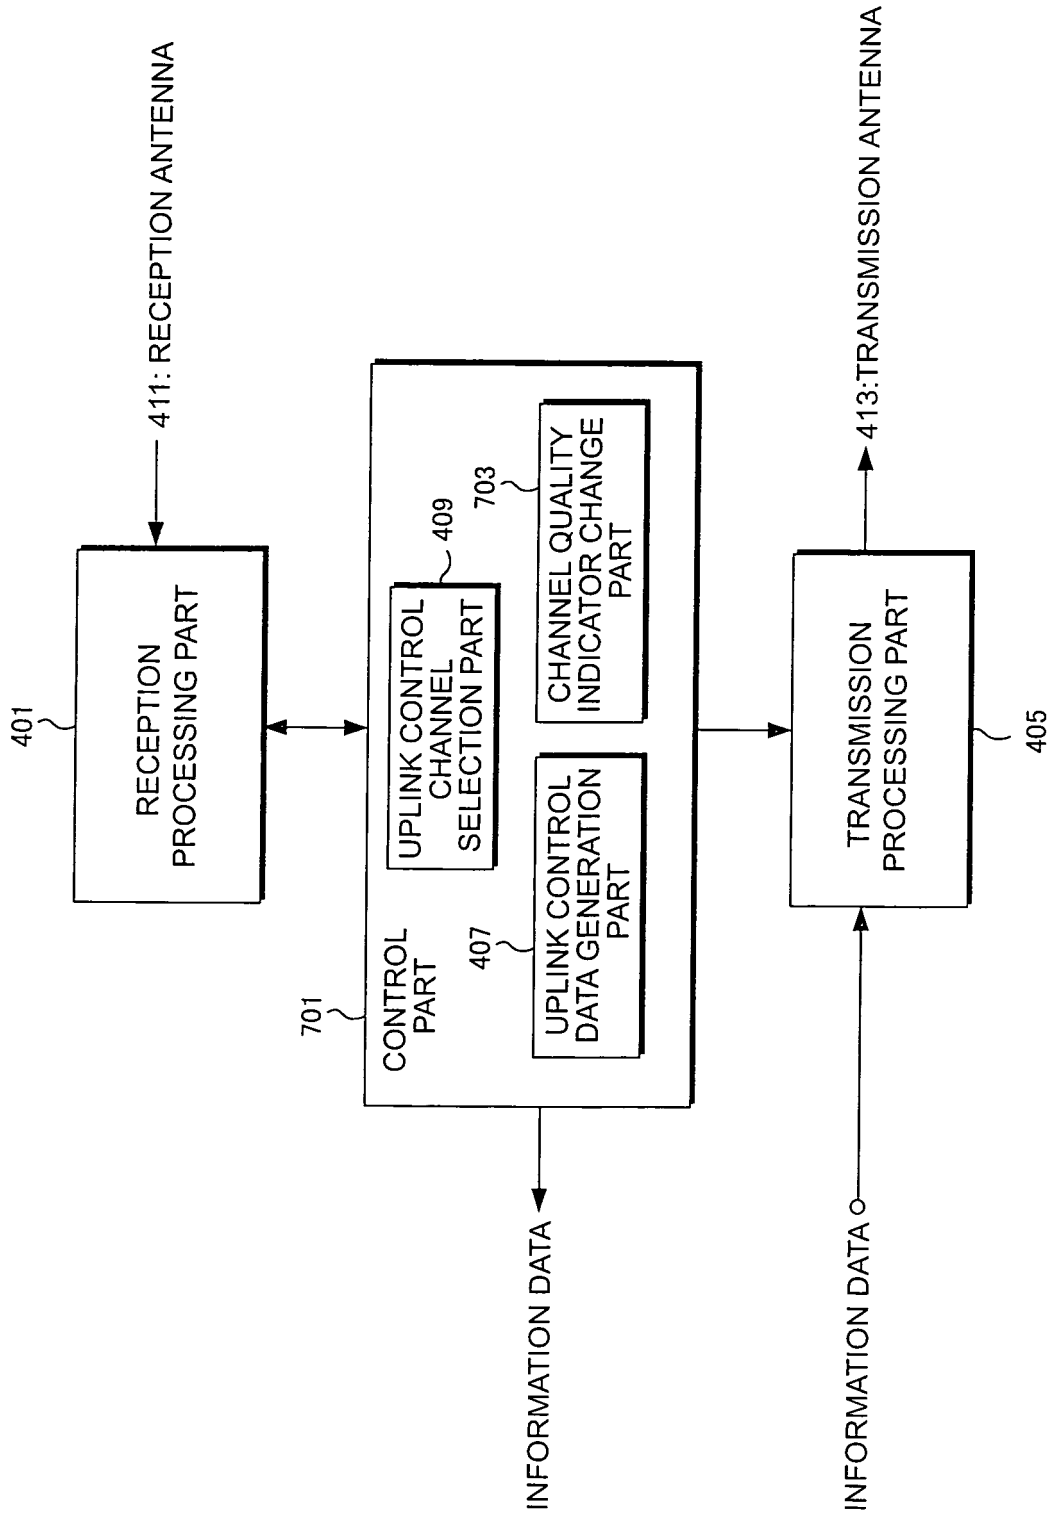 411: RECEPTION ANTENNA
401
RECEPTION
PROCESSING PART
701
CONTROL
PART
409
UPLINK CONTROL
CHANNEL
SELECTION PART
407
UPLINK CONTROL
DATA GENERATION
PART
703
CHANNEL QUALITY
INDICATOR CHANGE
PART
INFORMATION DATA
INFORMATION DATA
TRANSMISSION
PROCESSING PART
405
413:TRANSMISSION ANTENNA